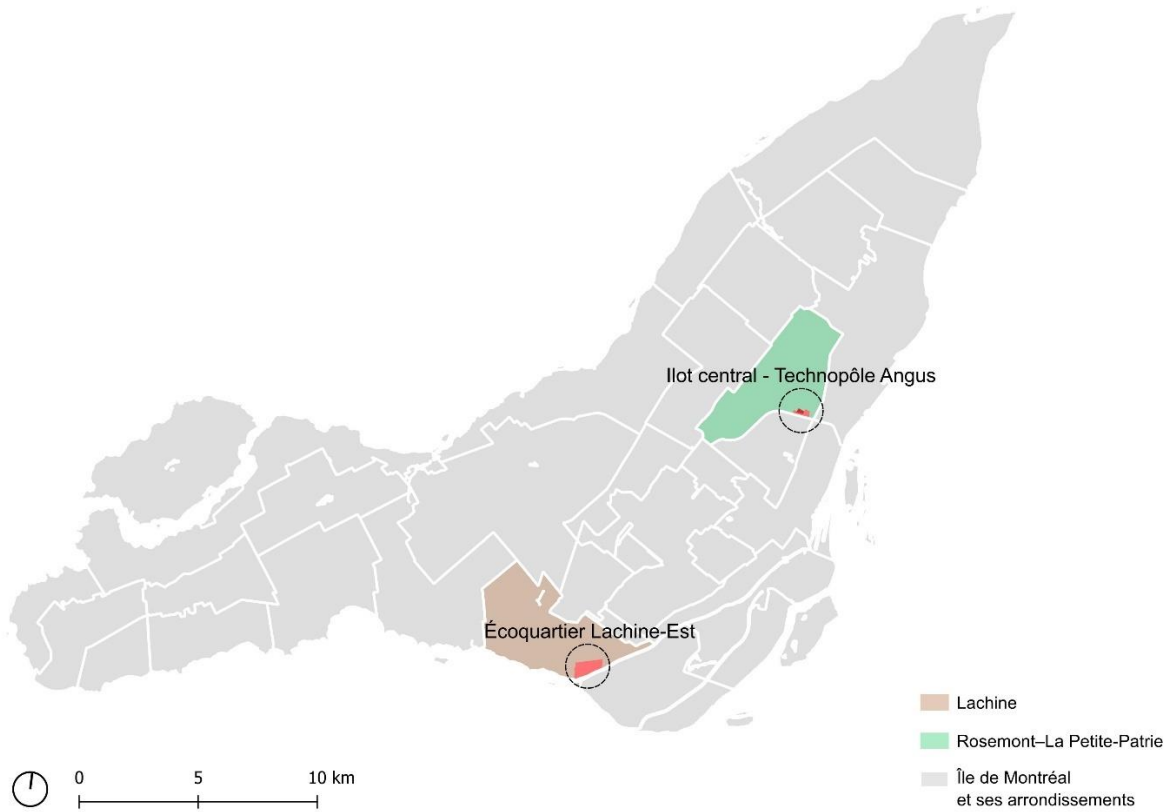 Ilot central - Technopôle Angus
Écoquartier Lachine-Est
Lachine
Rosemont–La Petite-Patrie
Île de Montréal
et ses arrondissements
0 5 10 km